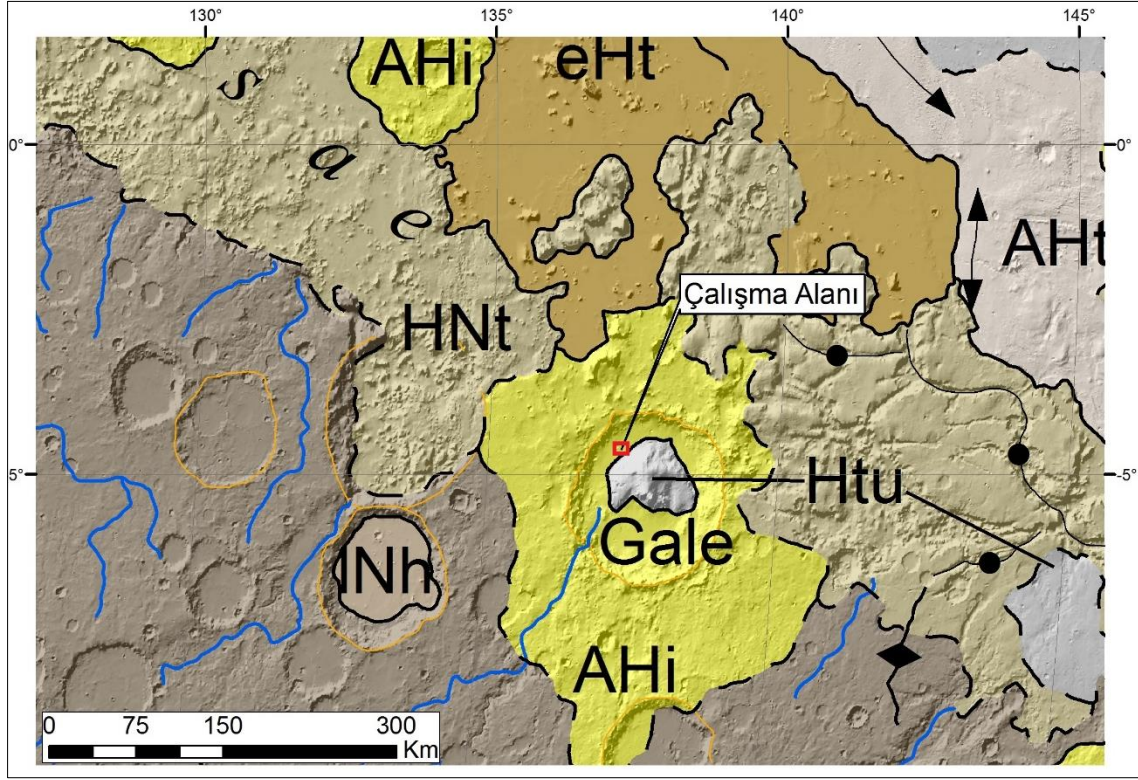 130°
135°
140°
145°
AHi
eHt
s
a
e
0°
0°
AHt
Çalışma Alanı
HNt
-5°
-5°
Htu
Gale
lNh
AHi
0 75 150 300
Km